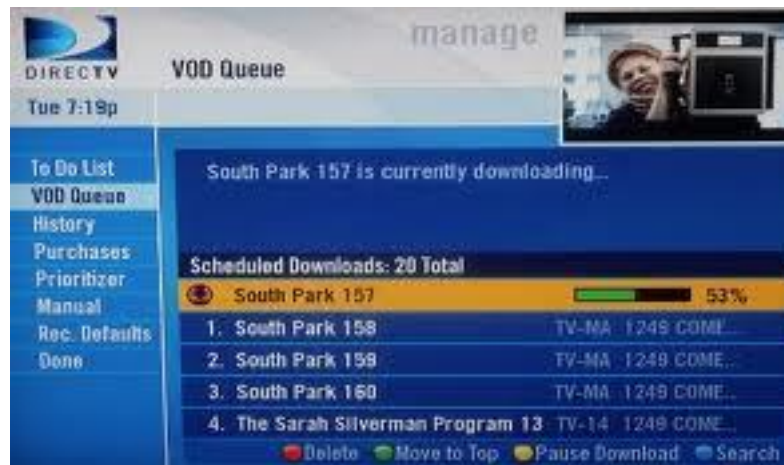 manage
DIRECTV
VOD Queue
Tue 7:19p
To Do List
VOD Queue
History
Purchases
Prioritizer
Manual
Rec. Defaults
Done
South Park 157 is currently downloading...
Scheduled Downloads: 20 Total
South Park 157 53%
1. South Park 158 TV-MA 1249 COME...
2. South Park 159 TV-MA 1249 COME...
3. South Park 160 TV-MA 1249 COME...
4. The Sarah Silverman Program 13 TV-14 1249 COME...
Delete Move to Top Pause Download Search